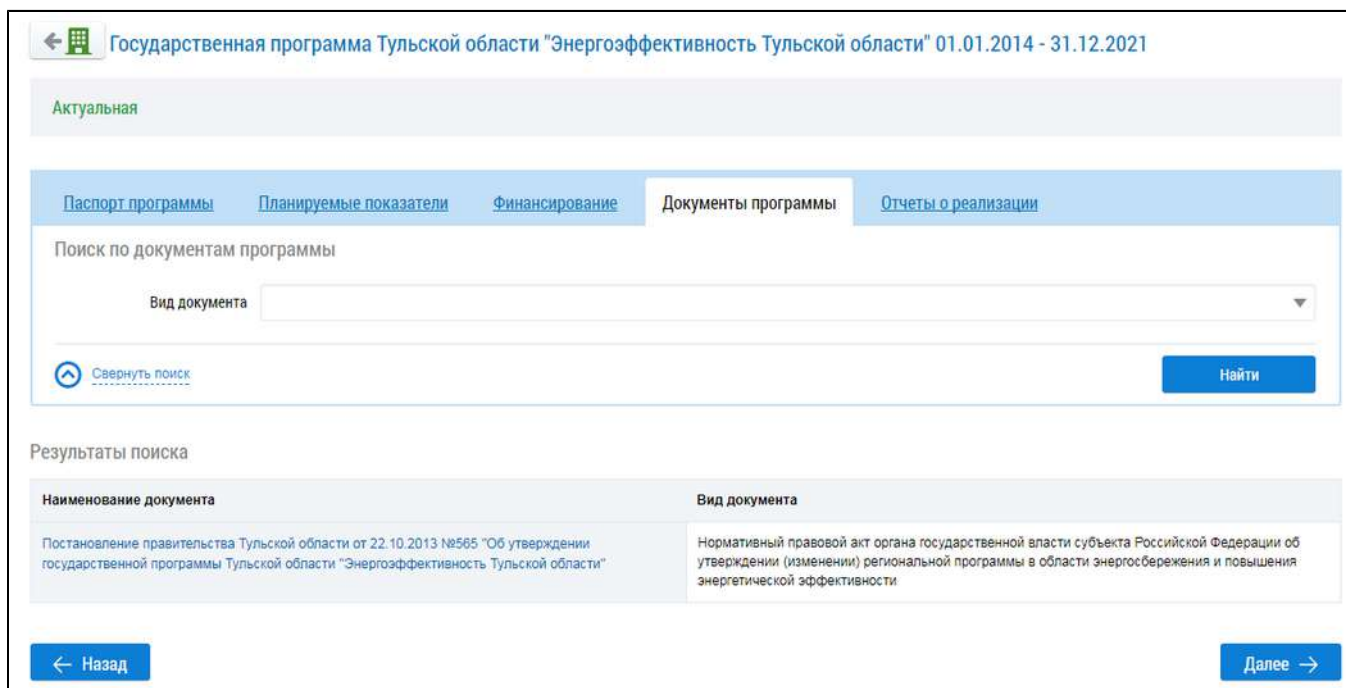 Государственная программа Тульской области "Энергоэффективность Тульской области" 01.01.2014 - 31.12.2021
Актуальная
Паспорт программы Планируемые показатели Финансирование Документы программы Отчеты о реализации
Поиск по документам программы
Вид документа
Свернуть поиск Найти
Результаты поиска
Наименование документа Вид документа
Постановление правительства Тульской области от 22.10.2013 №565 "Об утверждении
государственной программы Тульской области "Энергоэффективность Тульской области"
Нормативный правовой акт органа государственной власти субъекта Российской Федерации об
утверждении (изменении) региональной программы в области энергосбережения и повышения
энергетической эффективности
Назад Далее